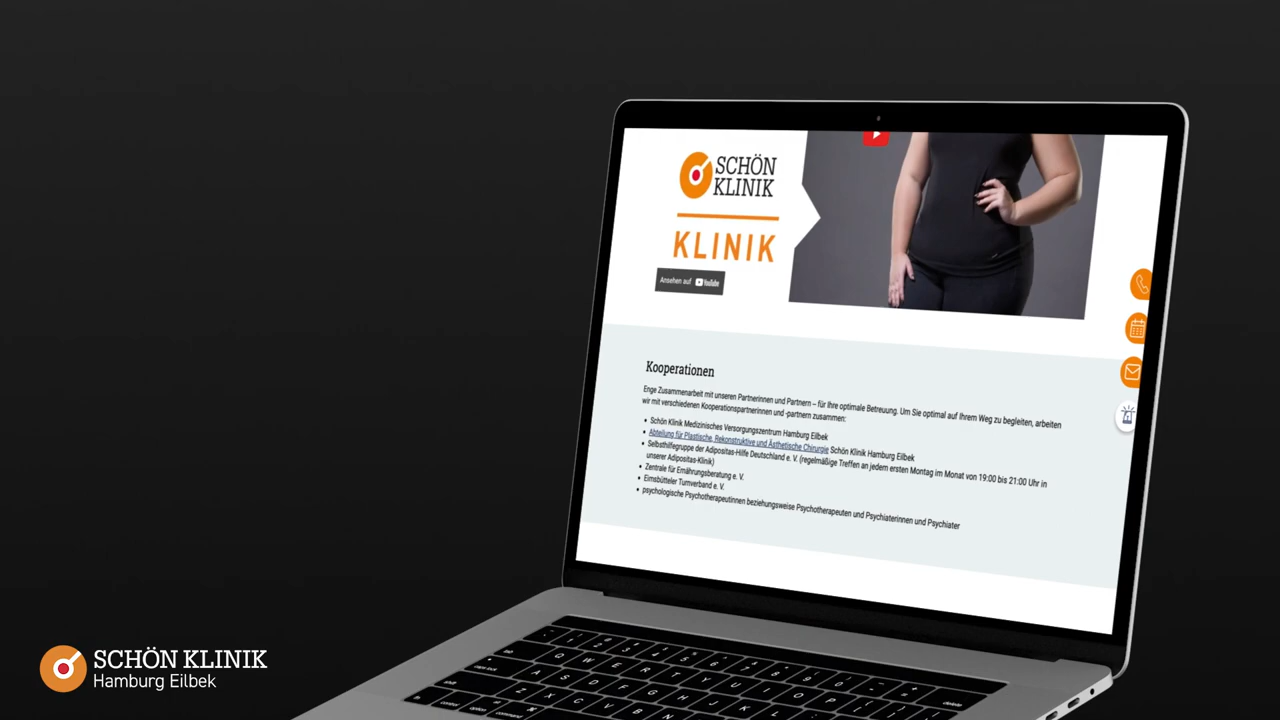 SCHÖN
KLINIK
KLINIK
Ansehen auf YouTube
Kooperationen
Enge Zusammenarbeit mit unseren Partnerinnen und Partnern – für Ihre optimale Betreuung. Um Sie optimal auf Ihrem Weg zu begleiten, arbeiten
wir mit verschiedenen Kooperationspartnerinnen und -partnern zusammen:
• Schön Klinik Medizinisches Versorgungszentrum Hamburg Eilbek
• Abteilung für Plastische, Rekonstruktive und Ästhetische Chirurgie Schön Klinik Hamburg Eilbek
• Selbsthilfegruppe der Adipositas-Hilfe Deutschland e. V. (regelmäßige Treffen an jedem ersten Montag im Monat von 19:00 bis 21:00 Uhr in
unserer Adipositas-Klinik)
• Zentrale für Ernährungsberatung e. V.
• Eimsbütteler Turnverband e. V.
• psychologische Psychotherapeutinnen beziehungsweise Psychotherapeuten und Psychiaterinnen und Psychiater
Q W E R T Y U I O P
A S D F G H J K L
Z X C V B N M
control option command
SCHÖN KLINIK
Hamburg Eilbek